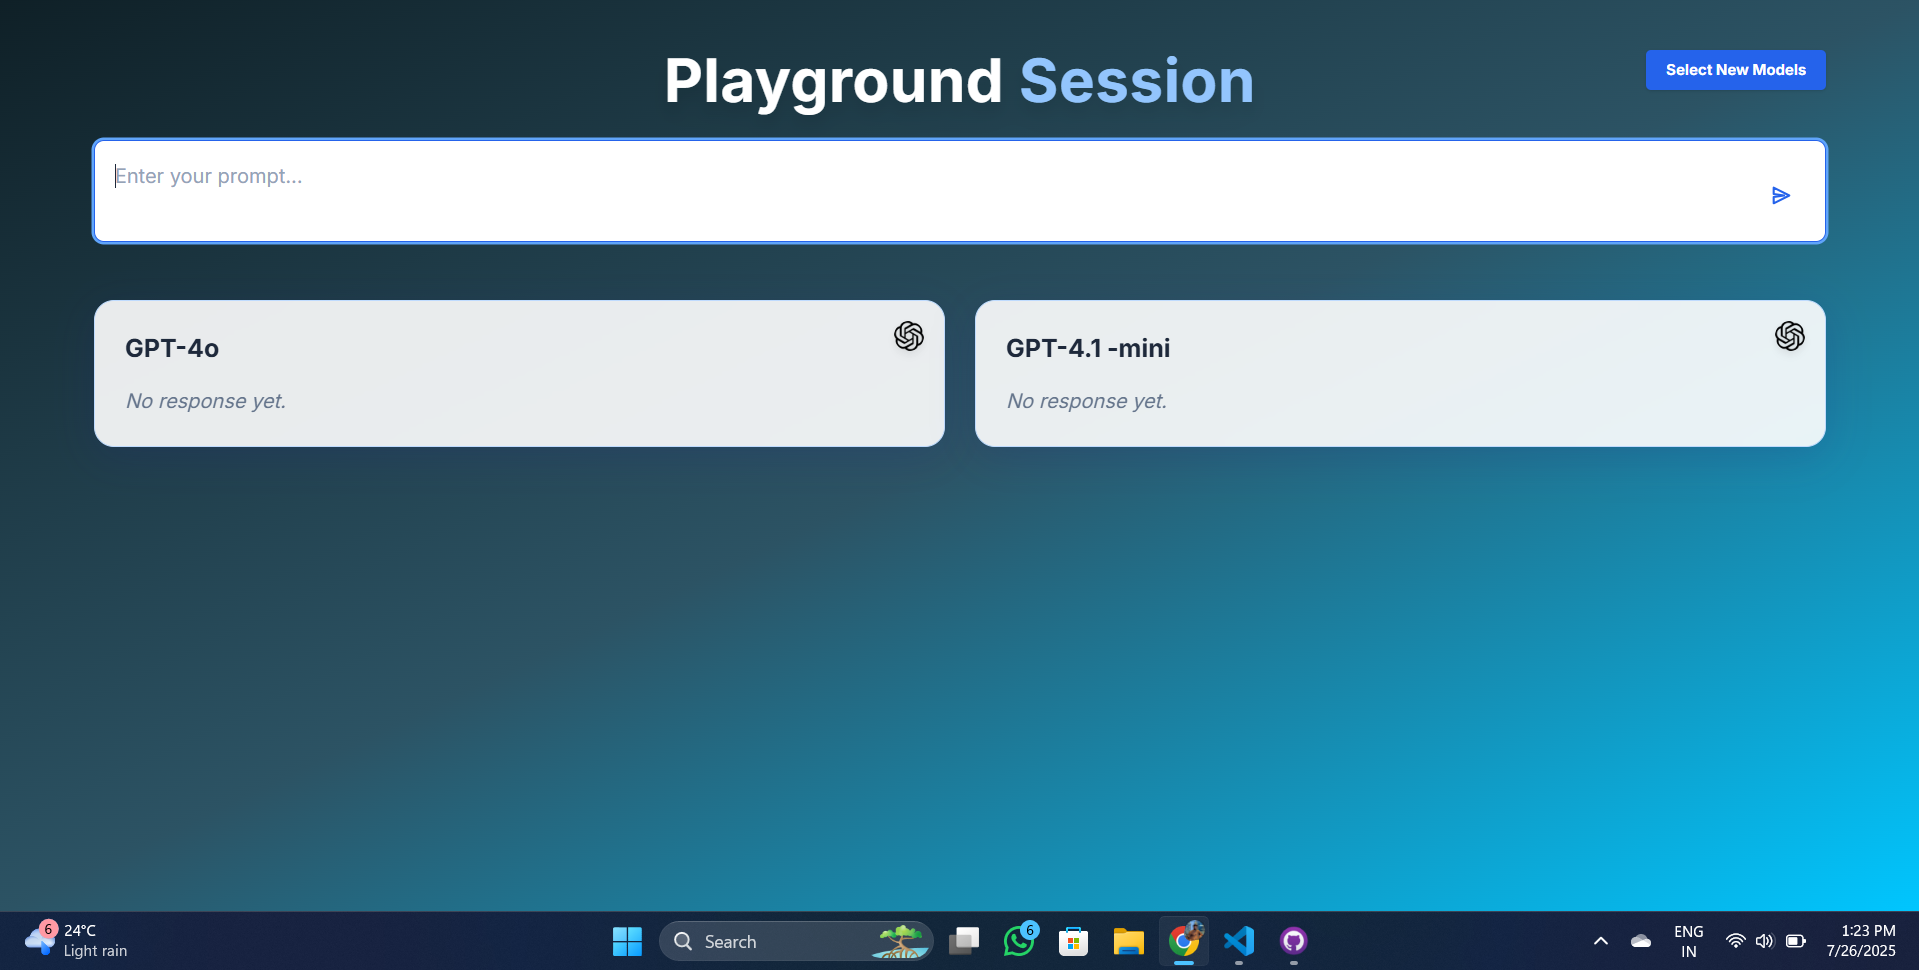 Playground Session
Select New Models
Enter your prompt...
GPT-4o
No response yet.
GPT-4.1 -mini
No response yet.
6
24°C
Light rain
Search
6
ENG
IN
1:23 PM
7/26/2025